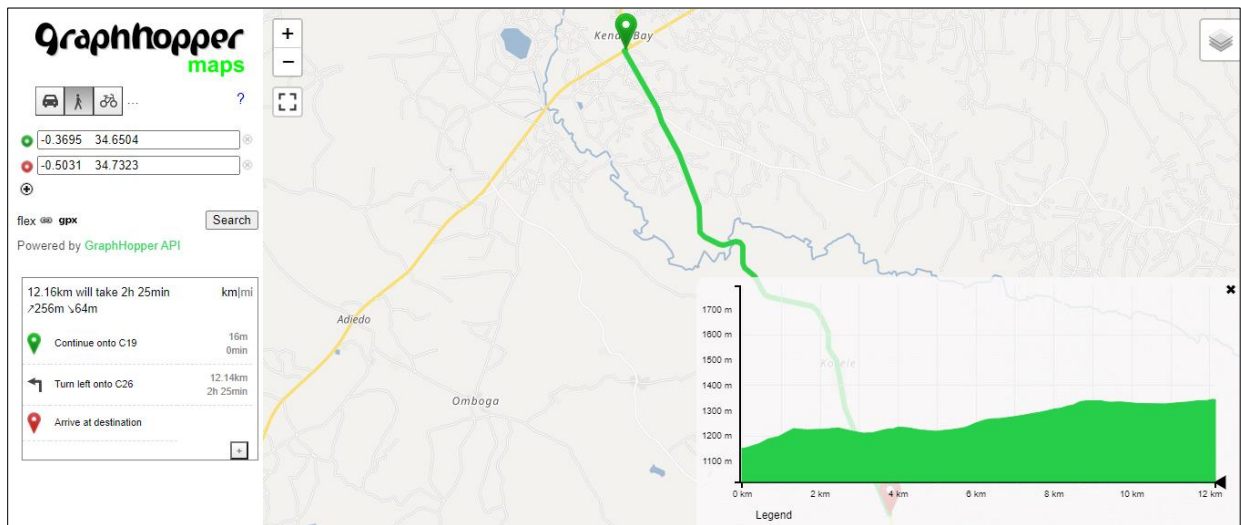 graphhopper
maps
...
?
-0.3695 34.6504
-0.5031 34.7323
flex gpx
Search
Powered by GraphHopper API
12.16km will take 2h 25min
km|mi
↗256m ↘64m
Continue onto C19
16m
0min
Turn left onto C26
12.14km
2h 25min
Arrive at destination
+
+
−
Adiedo
Omboga
1700 m
1600 m
1500 m
1400 m
1300 m
1200 m
1100 m
0 km
2 km
4 km
6 km
8 km
10 km
12 km
Legend